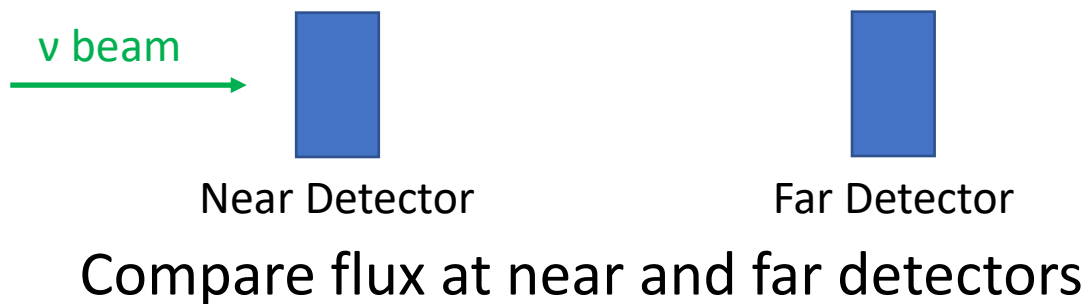 ν beam
Near Detector
Far Detector
Compare flux at near and far detectors